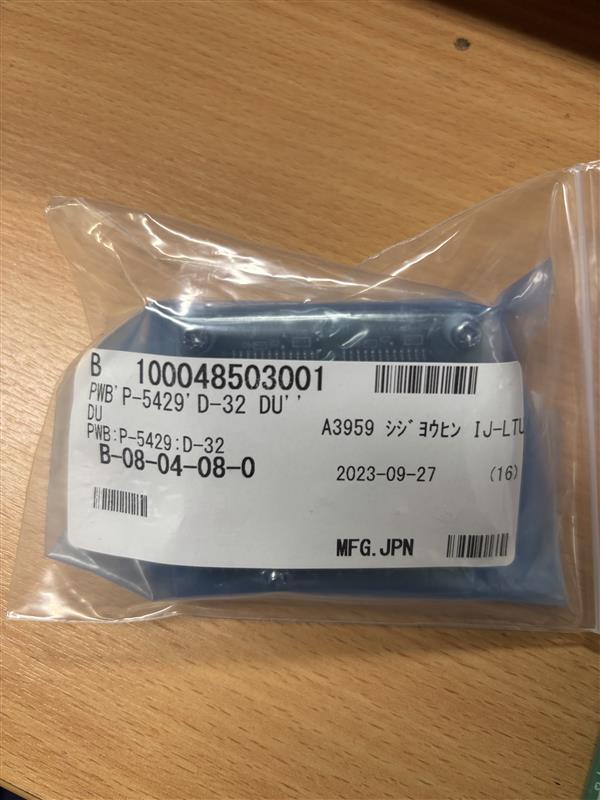 B 100048503001
PWB'P-5429'D-32 DU''
DU
PWB:P-5429:D-32
B-08-04-08-0
A3959 シジヨウヒン IJ-LTU
2023-09-27 (16)
MFG.JPN